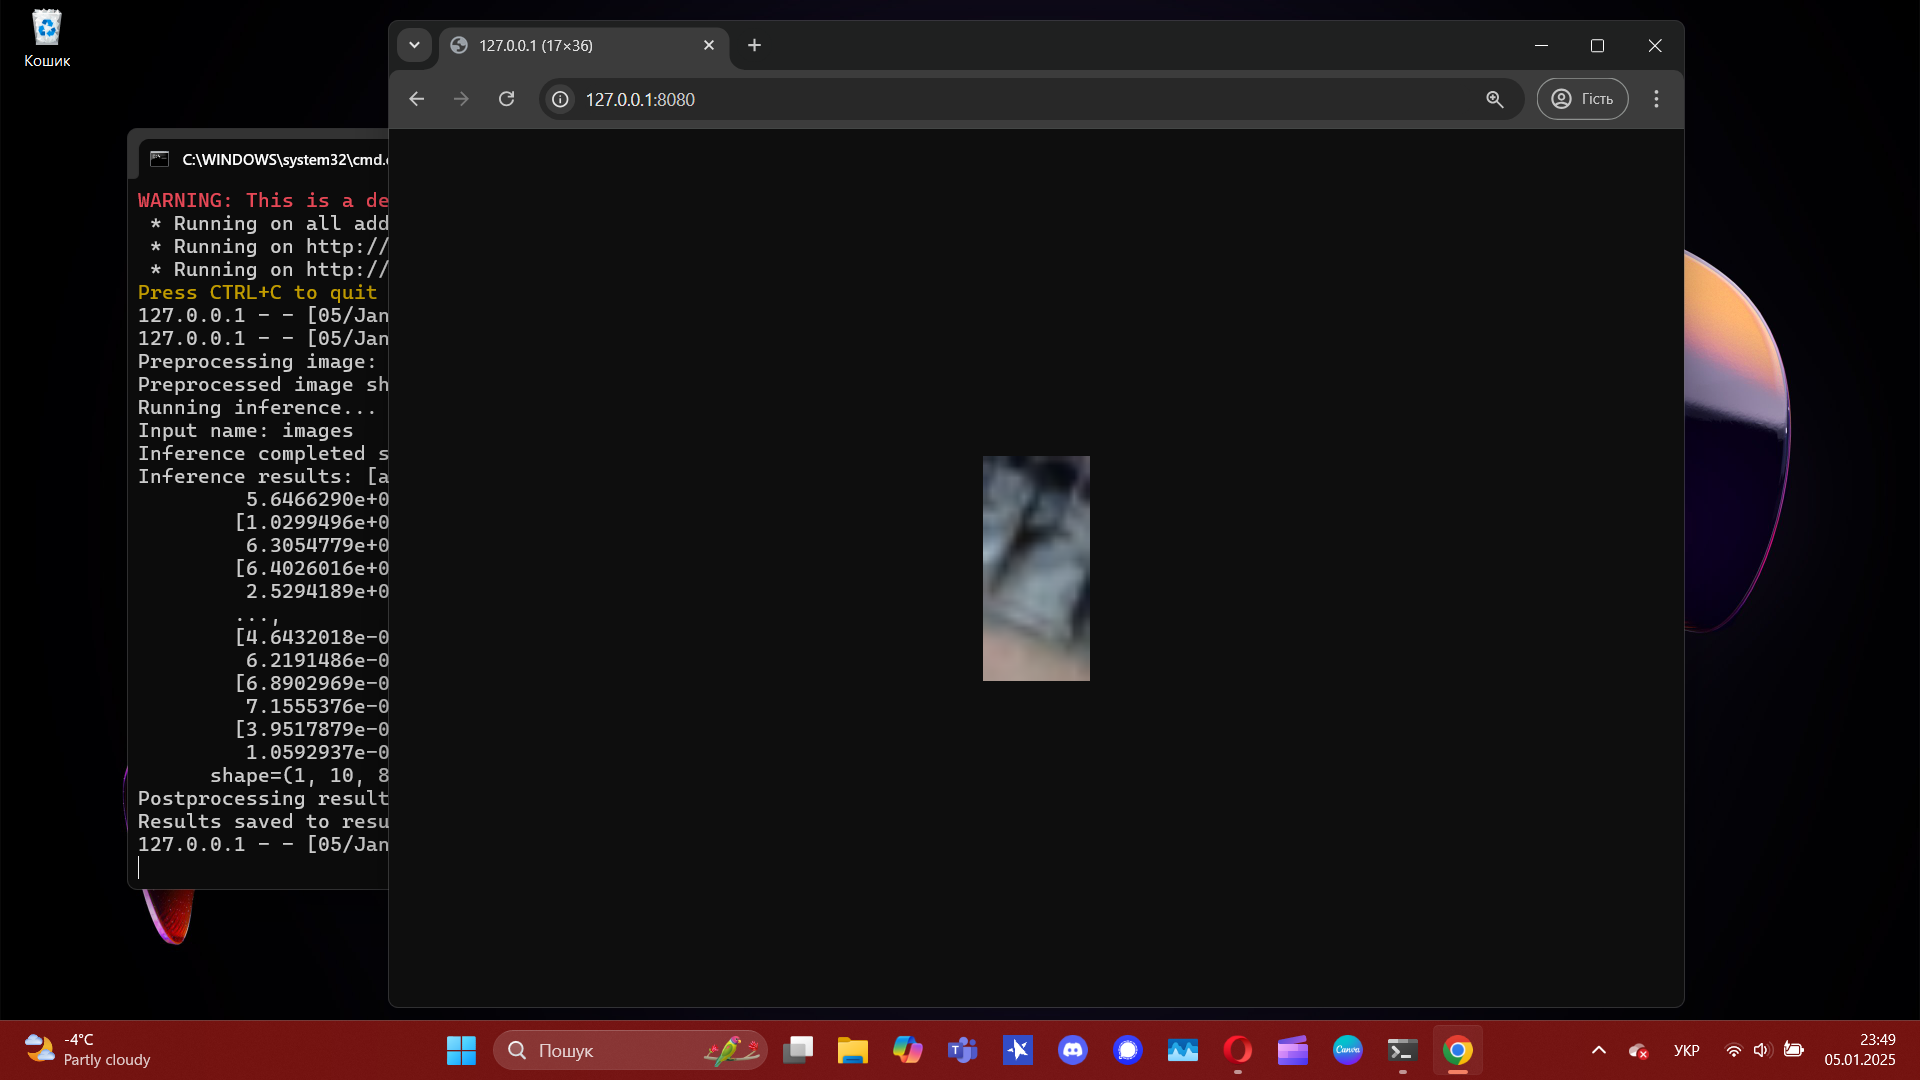 Кошик
127.0.0.1 (17×36)
127.0.0.1:8080
Гість
C:\WINDOWS\system32\cmd.
WARNING: This is a de
* Running on all add
* Running on http://
* Running on http://
Press CTRL+C to quit
127.0.0.1 - - [05/Jan
127.0.0.1 - - [05/Jan
Preprocessing image:
Preprocessed image sh
Running inference...
Input name: images
Inference completed s
Inference results: [a
5.6466290e+0
[1.0299496e+0
6.3054779e+0
[6.4026016e+0
2.5294189e+0
...,
[4.6432018e-0
6.2191486e-0
[6.8902969e-0
7.1555376e-0
[3.9517879e-0
1.0592937e-0
shape=(1, 10, 8
Postprocessing result
Results saved to resu
127.0.0.1 - - [05/Jan
-4°C
Partly cloudy
Пошук
Canva
УКР
23:49
05.01.2025